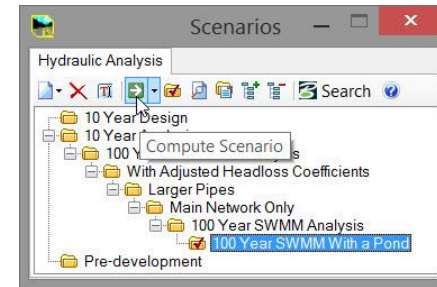 Scenarios
Hydraulic Analysis
Search
10 Year Design
10 Year
Compute Scenario
100 Y
With Adjusted Headloss Coefficients
Larger Pipes
Main Network Only
100 Year SWMM Analysis
100 Year SWMM With a Pond
Pre-development